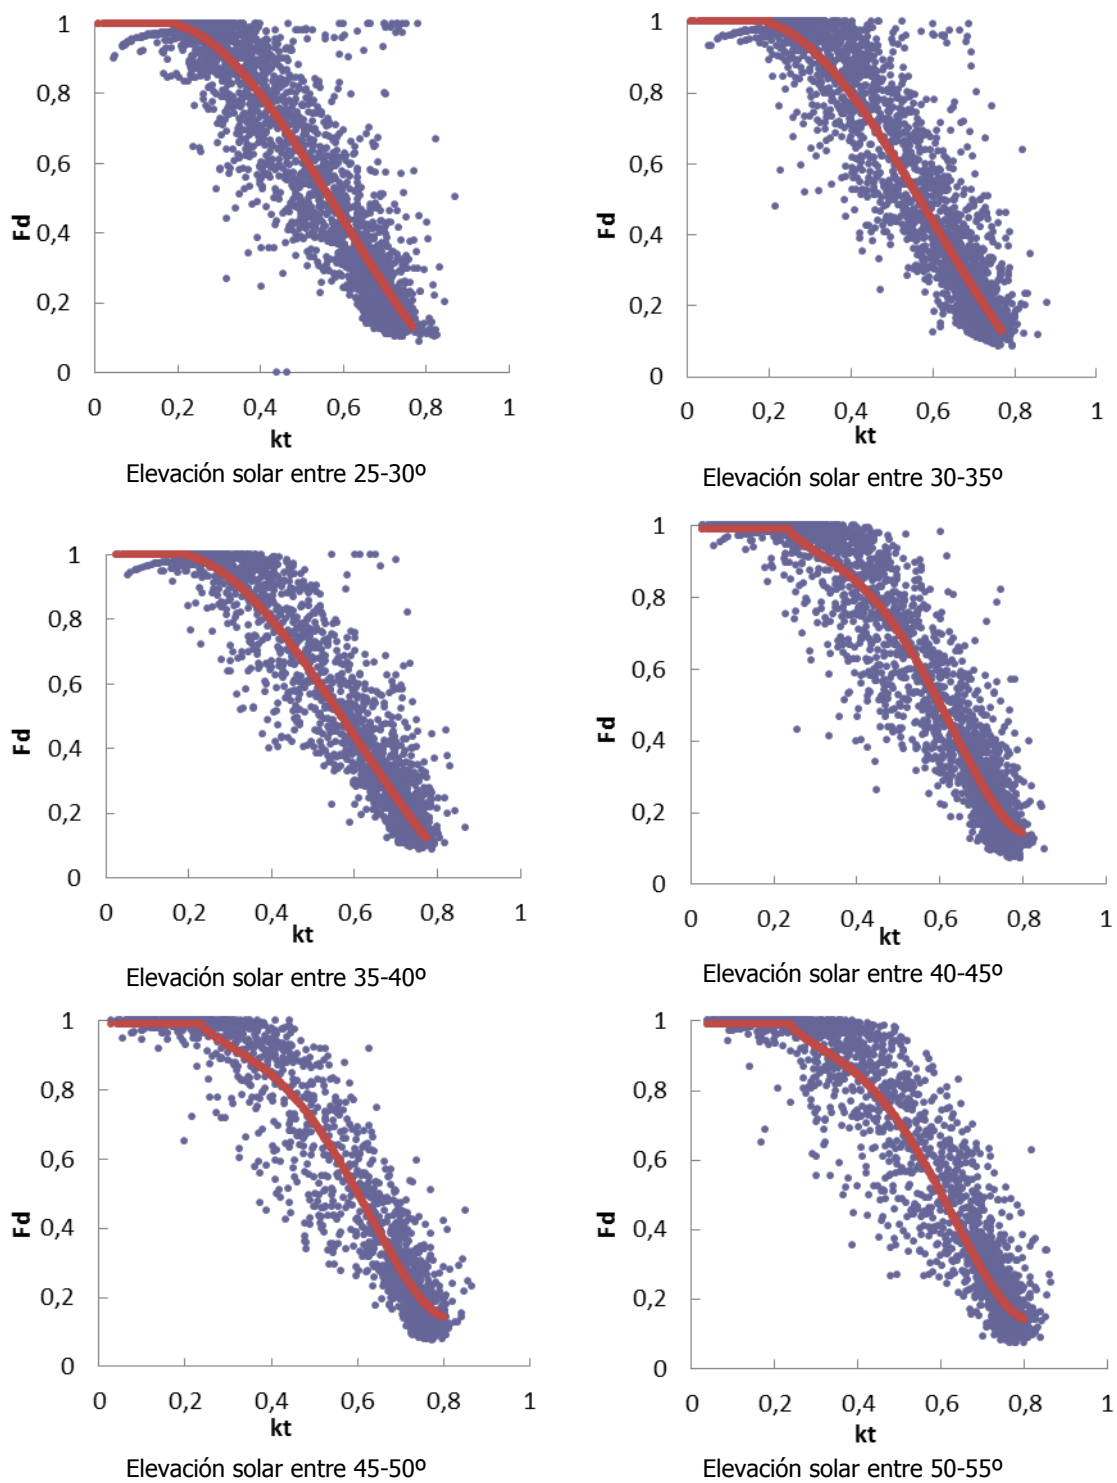 1
0,8
0,6
0,4
0,2
0
Fd
0 0,2 0,4 0,6 0,8 1
kt
Elevación solar entre 25-30º
1
0,8
0,6
0,4
0,2
0
Fd
0 0,2 0,4 0,6 0,8 1
kt
Elevación solar entre 30-35º
1
0,8
0,6
0,4
0,2
0
Fd
0 0,2 0,4 0,6 0,8 1
kt
Elevación solar entre 35-40º
1
0,8
0,6
0,4
0,2
0
Fd
0 0,2 0,4 0,6 0,8 1
kt
Elevación solar entre 40-45º
1
0,8
0,6
0,4
0,2
0
Fd
0 0,2 0,4 0,6 0,8 1
kt
Elevación solar entre 45-50º
1
0,8
0,6
0,4
0,2
0
Fd
0 0,2 0,4 0,6 0,8 1
kt
Elevación solar entre 50-55º